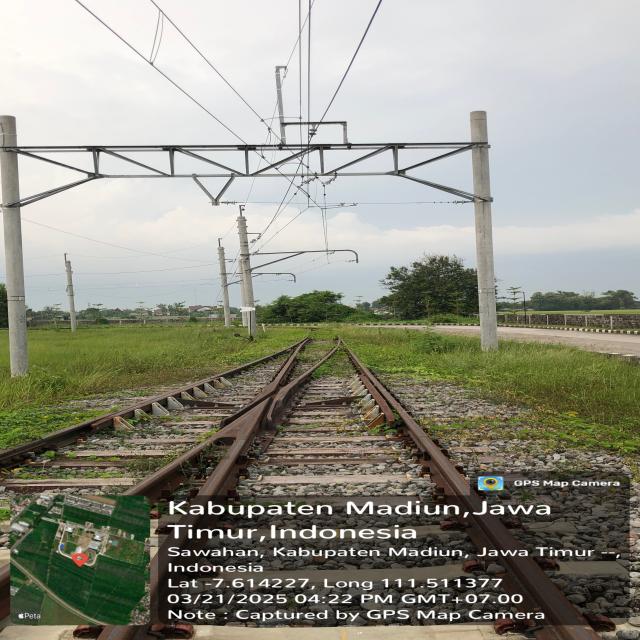 GPS Map Camera
Kabupaten Madiun,Jawa
Timur,Indonesia
Sawahan, Kabupaten Madiun, Jawa Timur --,
Indonesia
Lat -7.614227, Long 111.511377
03/21/2025 04:22 PM GMT+07.00
Note : Captured by GPS Map Camera
Peta